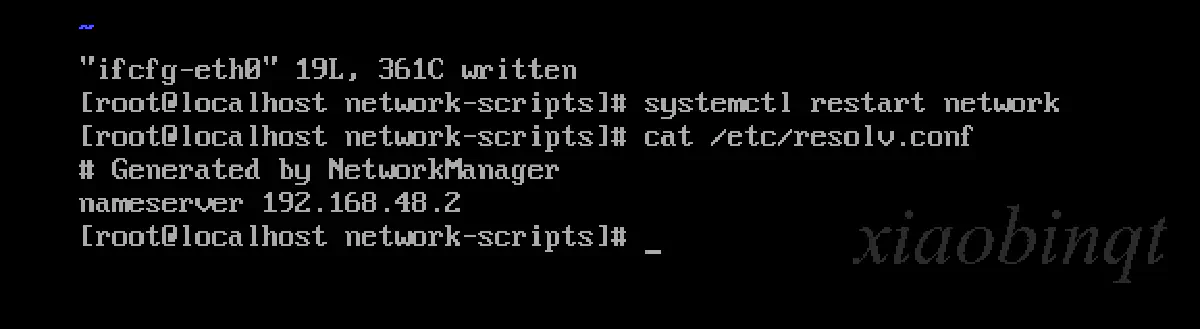 ~
"ifcfg-eth0" 19L, 361C written
[root@localhost network-scripts]# systemctl restart network
[root@localhost network-scripts]# cat /etc/resolv.conf
# Generated by NetworkManager
nameserver 192.168.48.2
[root@localhost network-scripts]# _
xiaobinqt